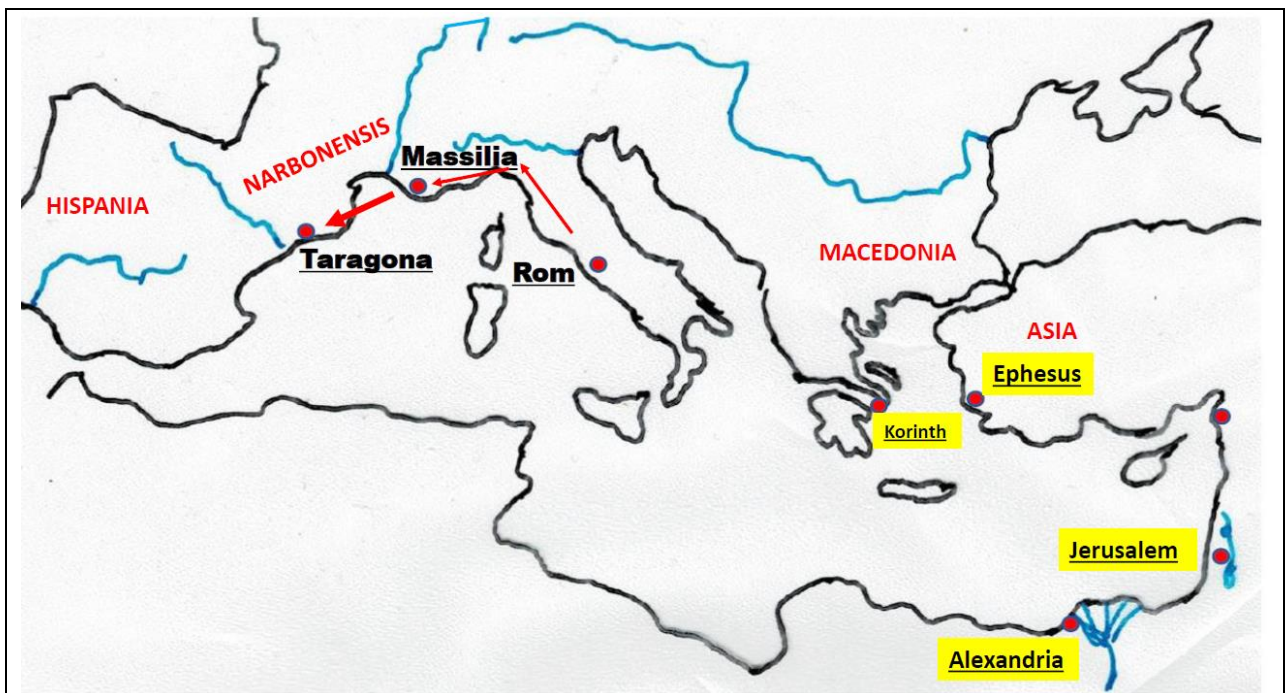 NARBONENSIS
Massilia
HISPANIA
Taragona
Rom
MACEDONIA
ASIA
Ephesus
Korinth
Jerusalem
Alexandria